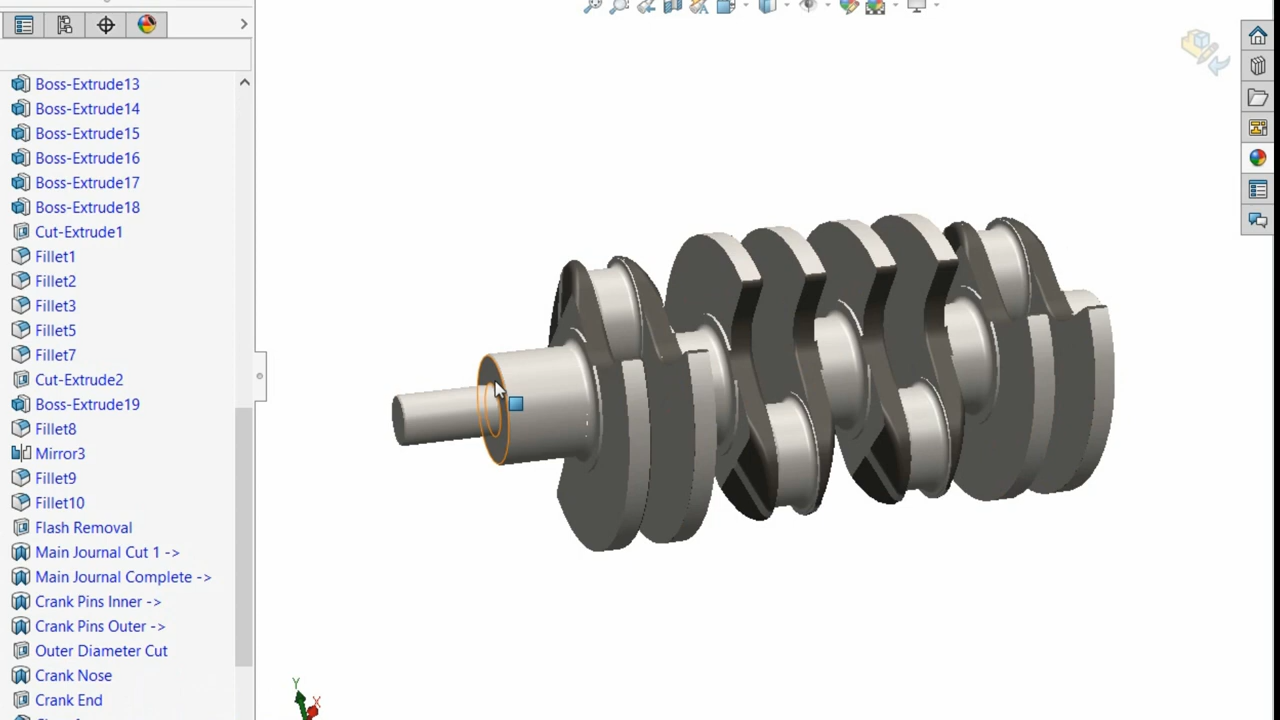 Boss-Extrude13
Boss-Extrude14
Boss-Extrude15
Boss-Extrude16
Boss-Extrude17
Boss-Extrude18
Cut-Extrude1
Fillet1
Fillet2
Fillet3
Fillet5
Fillet7
Cut-Extrude2
Boss-Extrude19
Fillet8
Mirror3
Fillet9
Fillet10
Flash Removal
Main Journal Cut 1 ->
Main Journal Complete ->
Crank Pins Inner ->
Crank Pins Outer ->
Outer Diameter Cut
Crank Nose
Crank End
Y
X